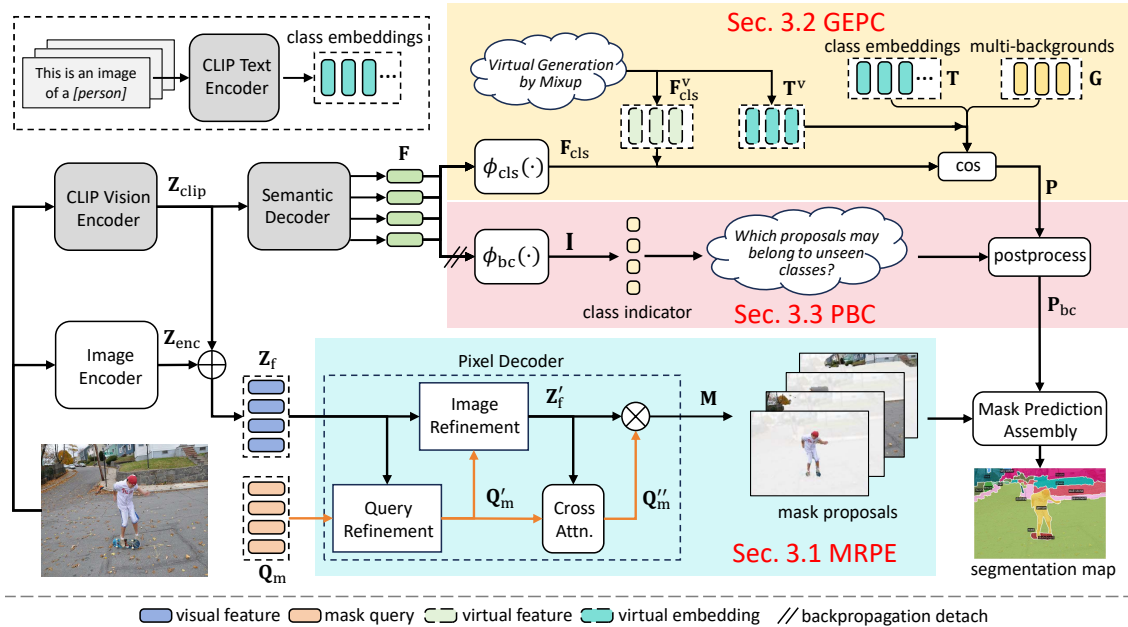 Sec. 3.2 GEPC
class embeddings
This is an image
of a [person]
CLIP Text
Encoder
Virtual Generation
by Mixup
F_cls^v
T^v
class embeddings
T
multi-backgrounds
G
F
F_cls
ϕ_cls(·)
cos
P
CLIP Vision
Encoder
Z_clip
Semantic
Decoder
ϕ_bc(·)
I
class indicator
Which proposals may
belong to unseen
classes?
postprocess
Sec. 3.3 PBC
P_bc
Image
Encoder
Z_enc
Z_f
Pixel Decoder
Image
Refinement
Z_f′
M
Mask Prediction
Assembly
Query
Refinement
Q_m′
Cross
Attn.
Q_m′′
mask proposals
Q_m
Sec. 3.1 MRPE
segmentation map
visual feature
mask query
virtual feature
virtual embedding
backpropagation detach